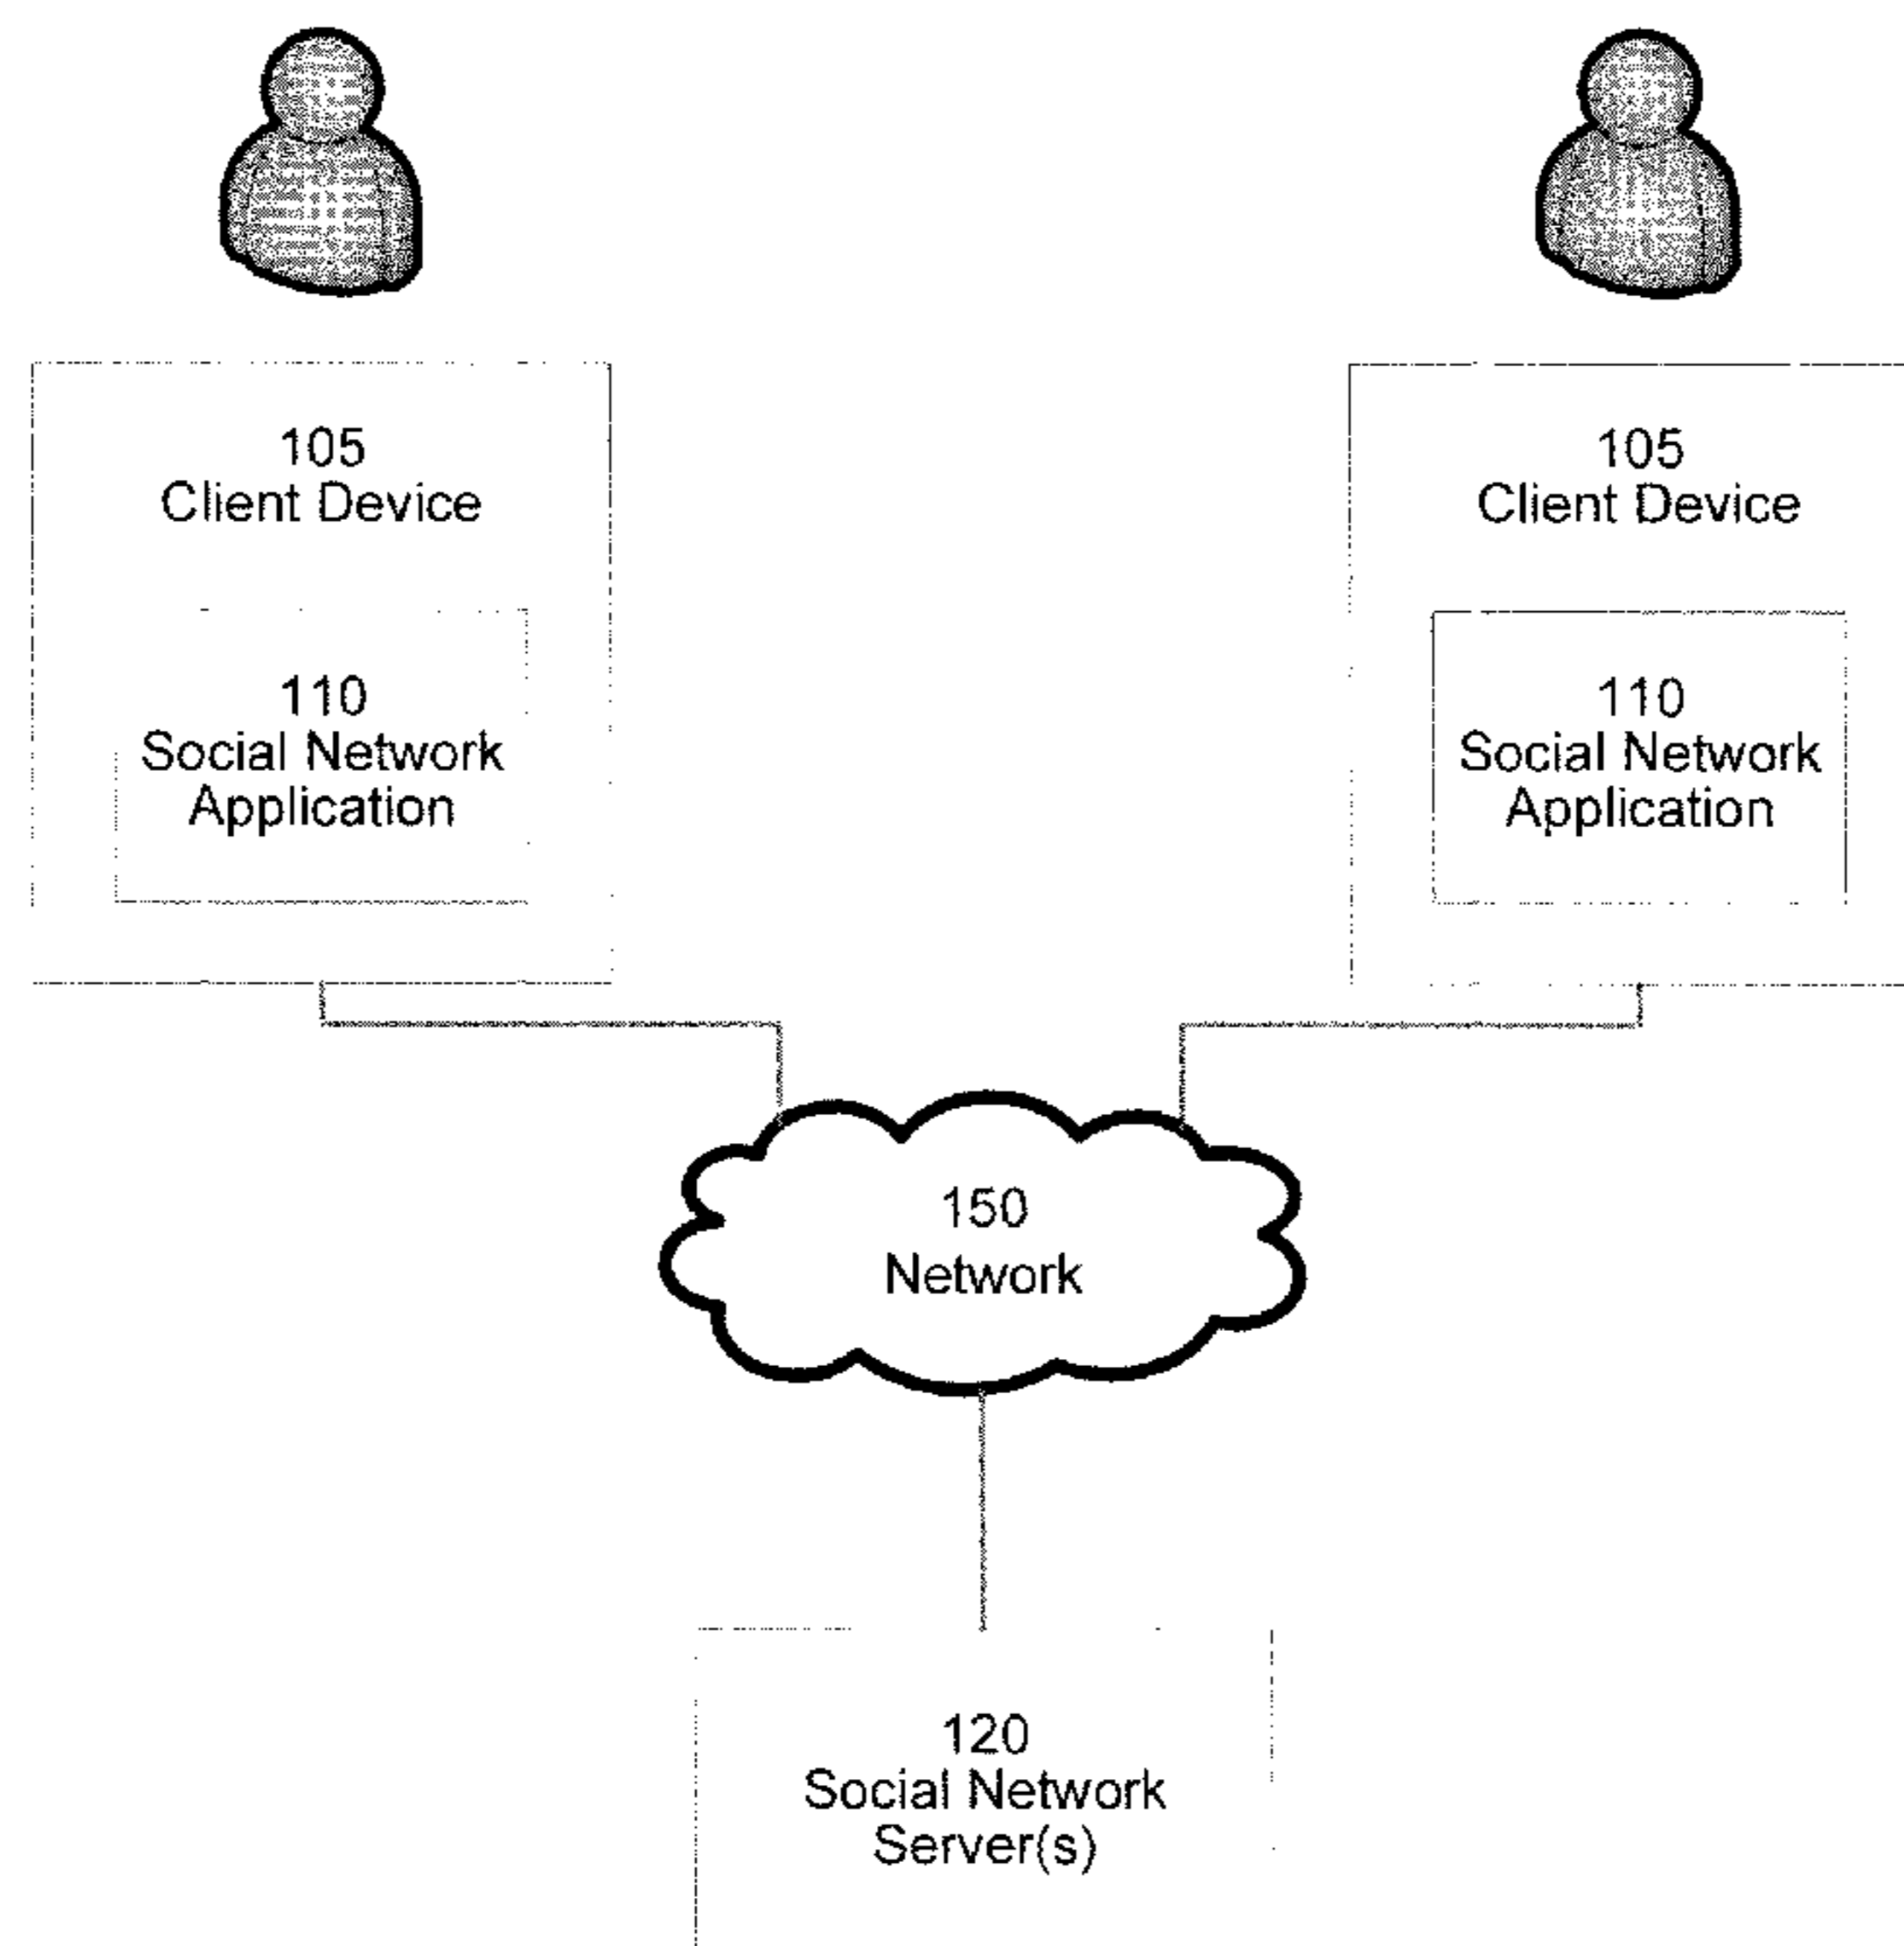 105
Client Device
110
Social Network
Application
105
Client Device
110
Social Network
Application
150
Network
120
Social Network
Server(s)